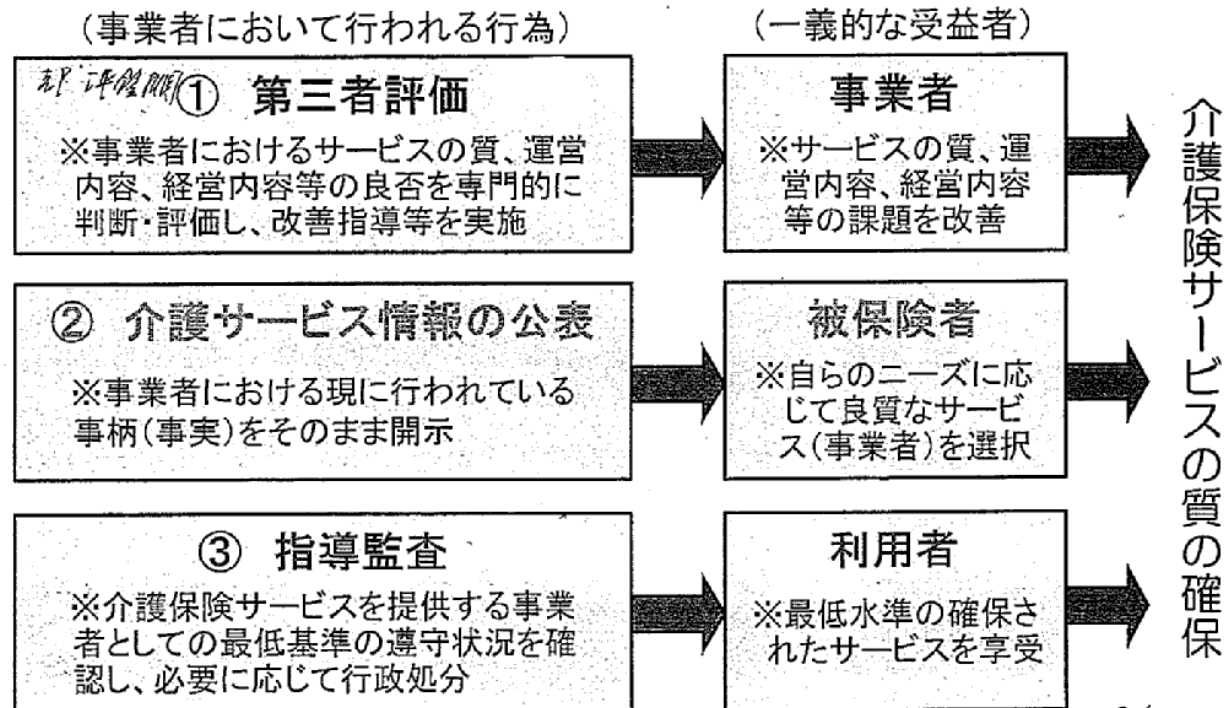 (事業者において行われる行為)
(一義的な受益者)
① 第三者評価
※事業者におけるサービスの質、運営
内容、経営内容等の良否を専門的に
判断・評価し、改善指導等を実施
事業者
※サービスの質、運
営内容、経営内容
等の課題を改善
② 介護サービス情報の公表
※事業者における現に行われている
事柄(事実)をそのまま開示
被保険者
※自らのニーズに応
じて良質なサービ
ス(事業者)を選択
③ 指導監査
※介護保険サービスを提供する事業
者としての最低基準の遵守状況を確
認し、必要に応じて行政処分
利用者
※最低水準の確保さ
れたサービスを享受
介護保険サービスの質の確保